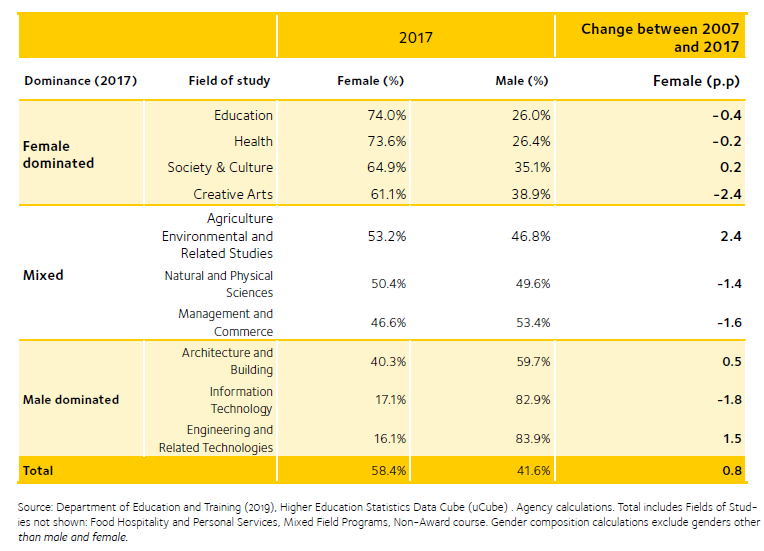 2017
Change between 2007
and 2017
Dominance (2017) Field of study Female (%) Male (%) Female (p.p)
Female
dominated
Education 74.0% 26.0% -0.4
Health 73.6% 26.4% -0.2
Society & Culture 64.9% 35.1% 0.2
Creative Arts 61.1% 38.9% -2.4
Mixed
Agriculture
Environmental and
Related Studies
53.2% 46.8% 2.4
Natural and Physical
Sciences
50.4% 49.6% -1.4
Management and
Commerce
46.6% 53.4% -1.6
Male dominated
Architecture and
Building
40.3% 59.7% 0.5
Information
Technology
17.1% 82.9% -1.8
Engineering and
Related Technologies
16.1% 83.9% 1.5
Total 58.4% 41.6% 0.8
Source: Department of Education and Training (2019), Higher Education Statistics Data Cube (uCube) . Agency calculations. Total includes Fields of Stud-
ies not shown: Food Hospitality and Personal Services, Mixed Field Programs, Non-Award course. Gender composition calculations exclude genders other
than male and female.